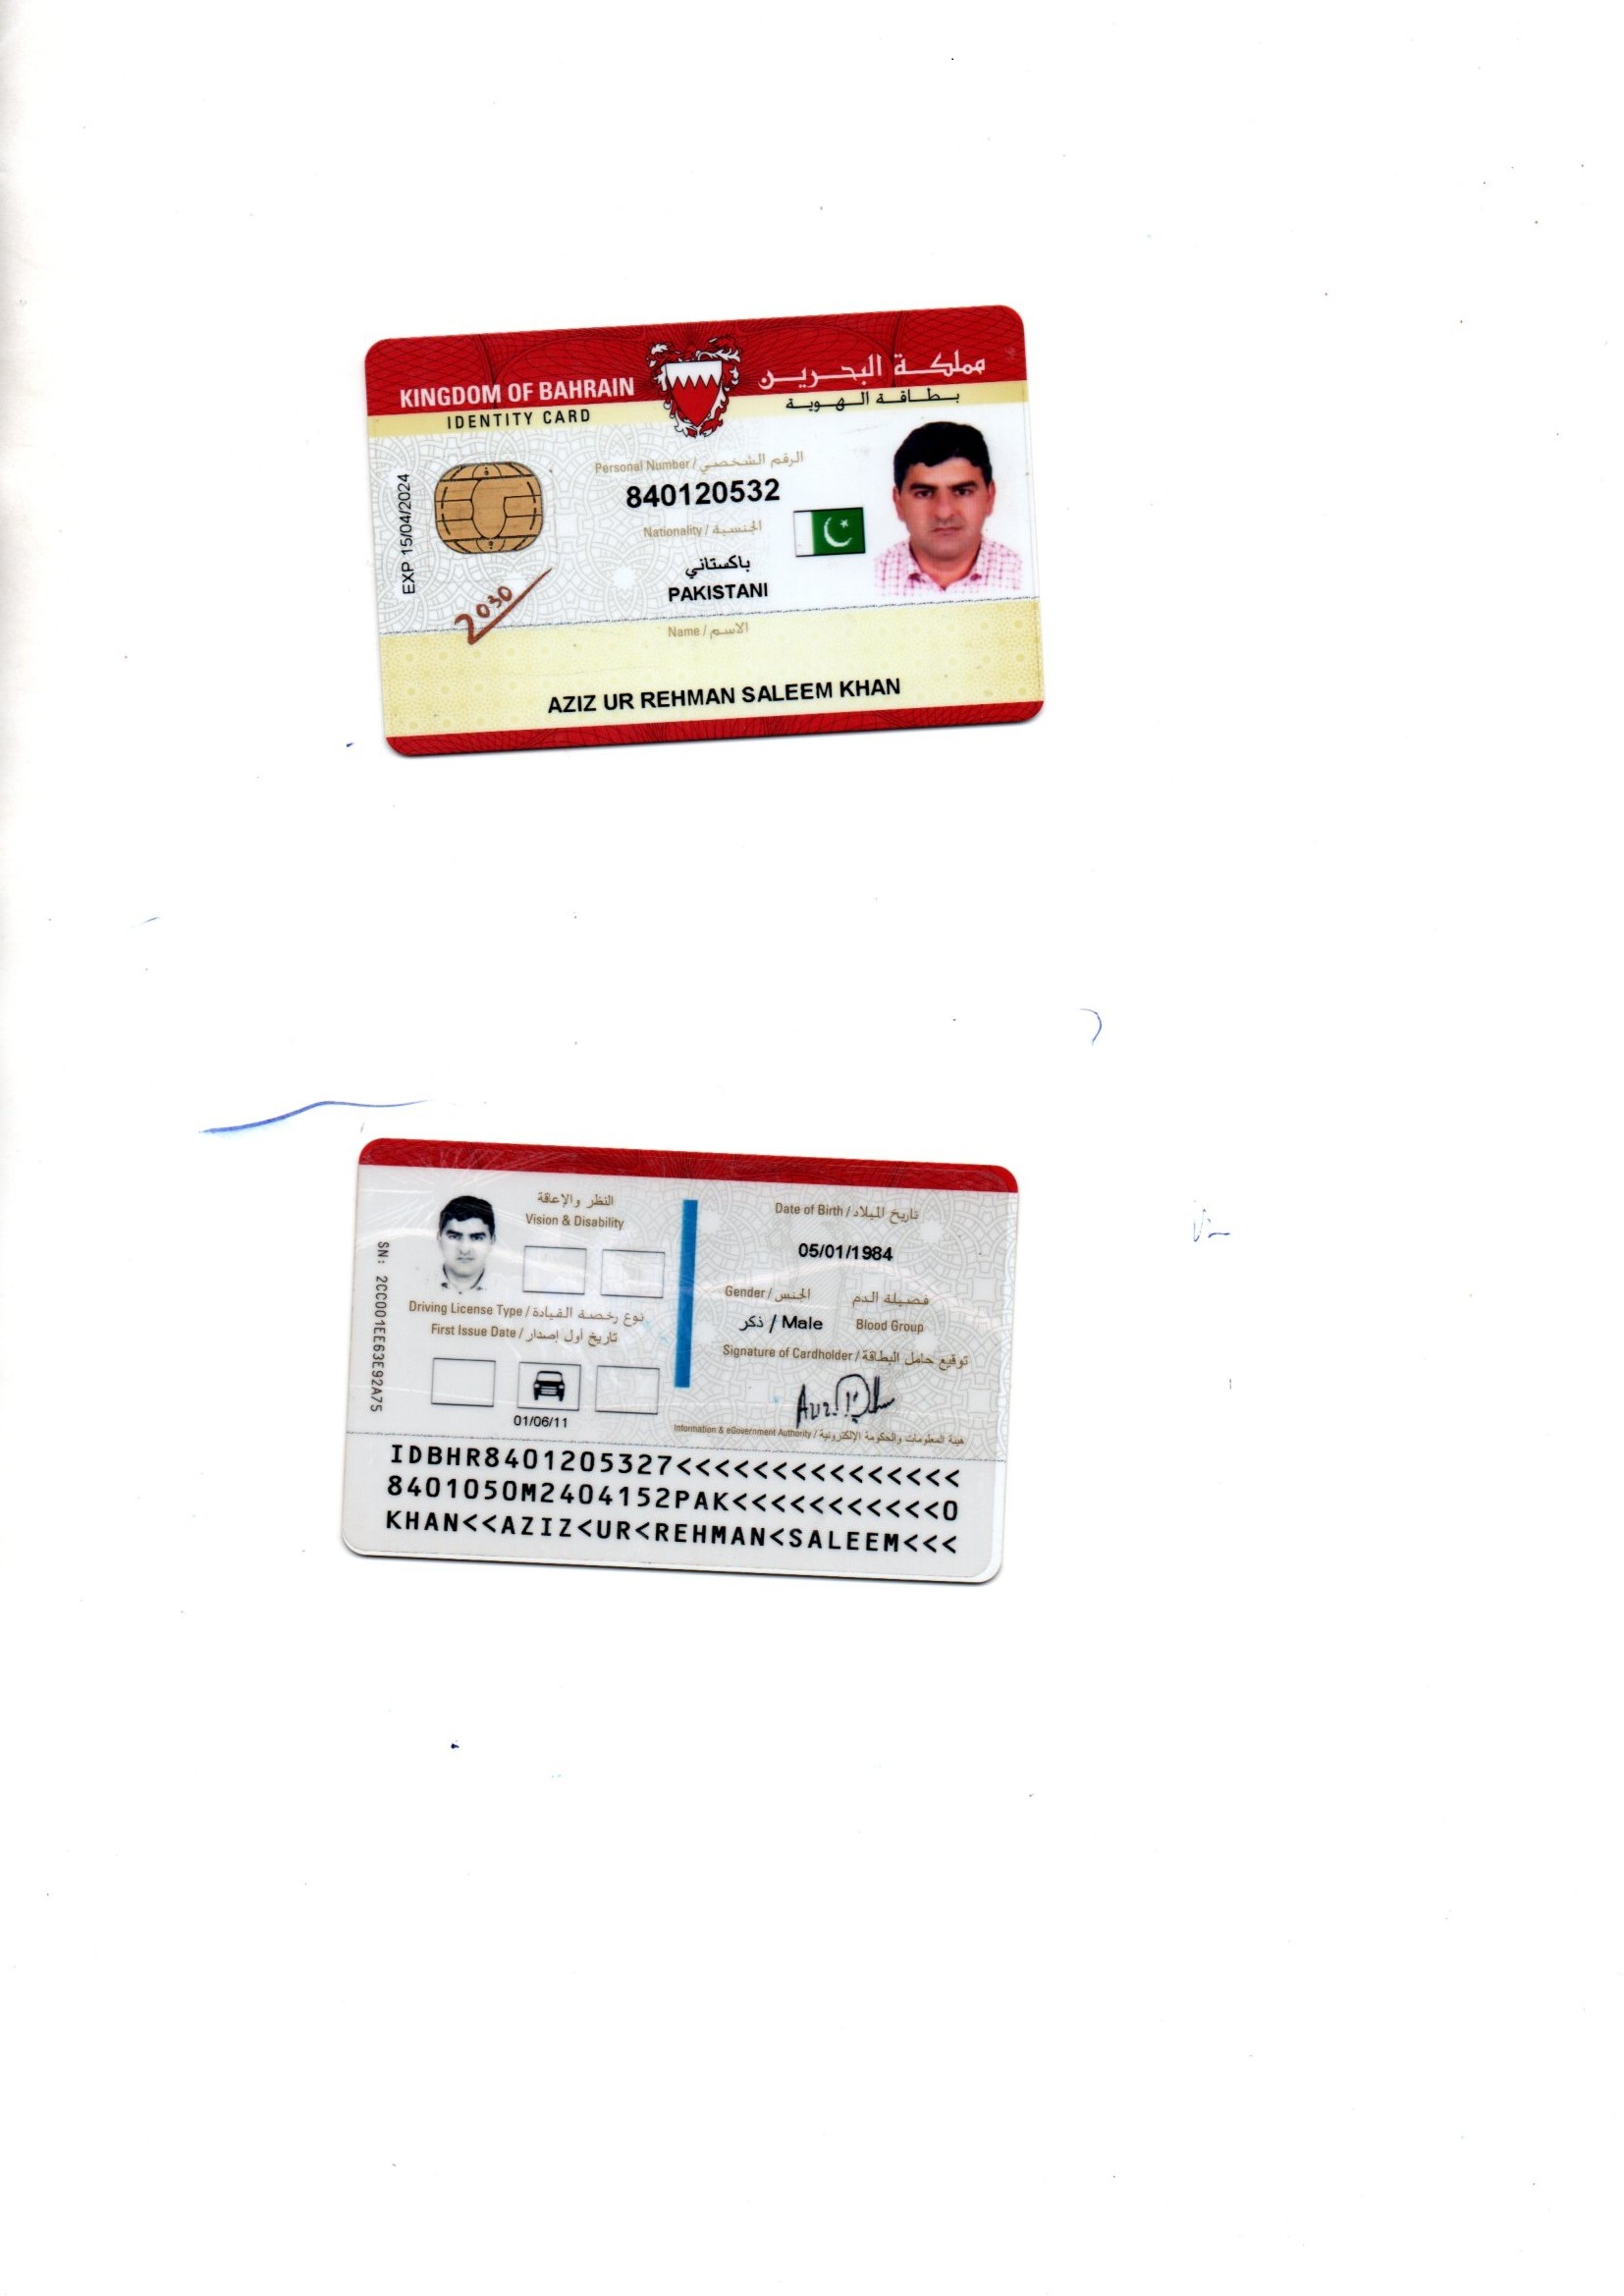 KINGDOM OF BAHRAIN
مملكة البحرين
IDENTITY CARD
بطاقة الهوية
Personal Number / الرقم الشخصي
840120532
Nationality / الجنسية
باكستاني
PAKISTANI
EXP 15/04/2024
2030
Name / الاسم
AZIZ UR REHMAN SALEEM KHAN
النظر والإعاقة
Vision & Disability
Driving License Type / نوع رخصة القيادة
First Issue Date / تاريخ أول إصدار
01/06/11
SN: 2CC001EE63E92A75
Date of Birth / تاريخ الميلاد
05/01/1984
Gender / الجنس
فصيلة الدم
ذكر / Male
Blood Group
Signature of Cardholder / توقيع حامل البطاقة
Information & eGovernment Authority / هيئة المعلومات والحكومة الإلكترونية
IDBHR8401205327<<<<<<<<<<<<<<<
8401050M2404152PAK<<<<<<<<<<<0
KHAN<<AZIZ<UR<REHMAN<SALEEM<<<